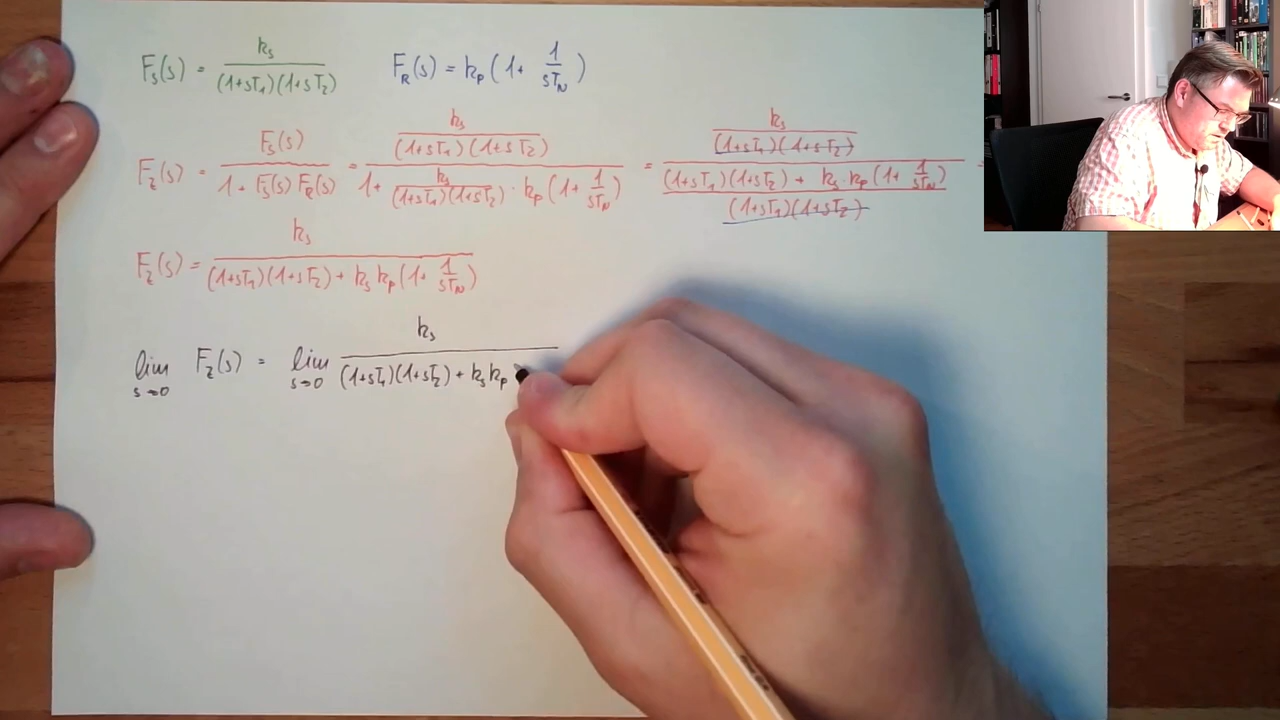 F_S(s) = k_s / ((1+sT_1)(1+sT_2)) F_R(s) = k_p (1 + 1/(sT_N))
F_z(s) = F_S(s) / (1 + F_S(s) F_R(s)) = (k_s / ((1+sT_1)(1+sT_2))) / (1 + k_s / ((1+sT_1)(1+sT_2)) · k_p (1 + 1/(sT_N))) = (k_s / ((1+sT_1)(1+sT_2))) / (((1+sT_1)(1+sT_2) + k_s · k_p (1 + 1/(sT_N))) / ((1+sT_1)(1+sT_2))) =
F_z(s) = k_s / ((1+sT_1)(1+sT_2) + k_s k_p (1 + 1/(sT_N)))
lim s→0 F_z(s) = lim s→0 k_s / ((1+sT_1)(1+sT_2) + k_s k_p